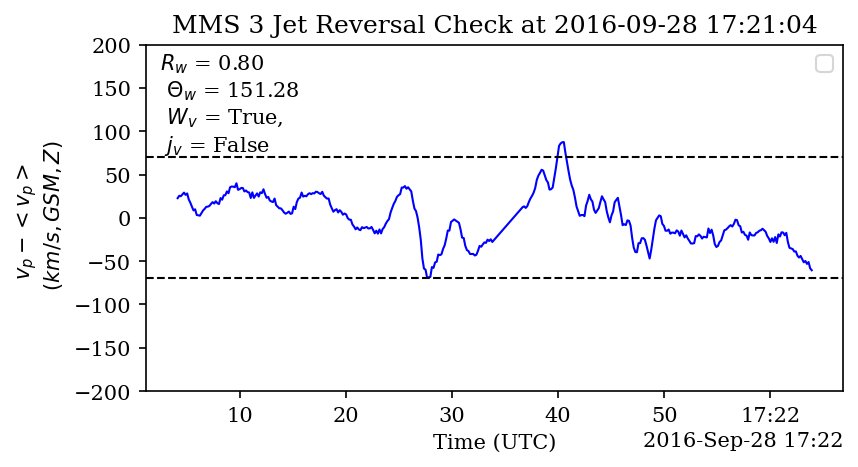 MMS 3 Jet Reversal Check at 2016-09-28 17:21:04
R_w = 0.80
Θ_w = 151.28
W_v = True,
j_v = False
v_p − < v_p >
(km/s, GSM, Z)
200
150
100
50
0
−50
−100
−150
−200
10 20 30 40 50 17:22
Time (UTC)
2016-Sep-28 17:22